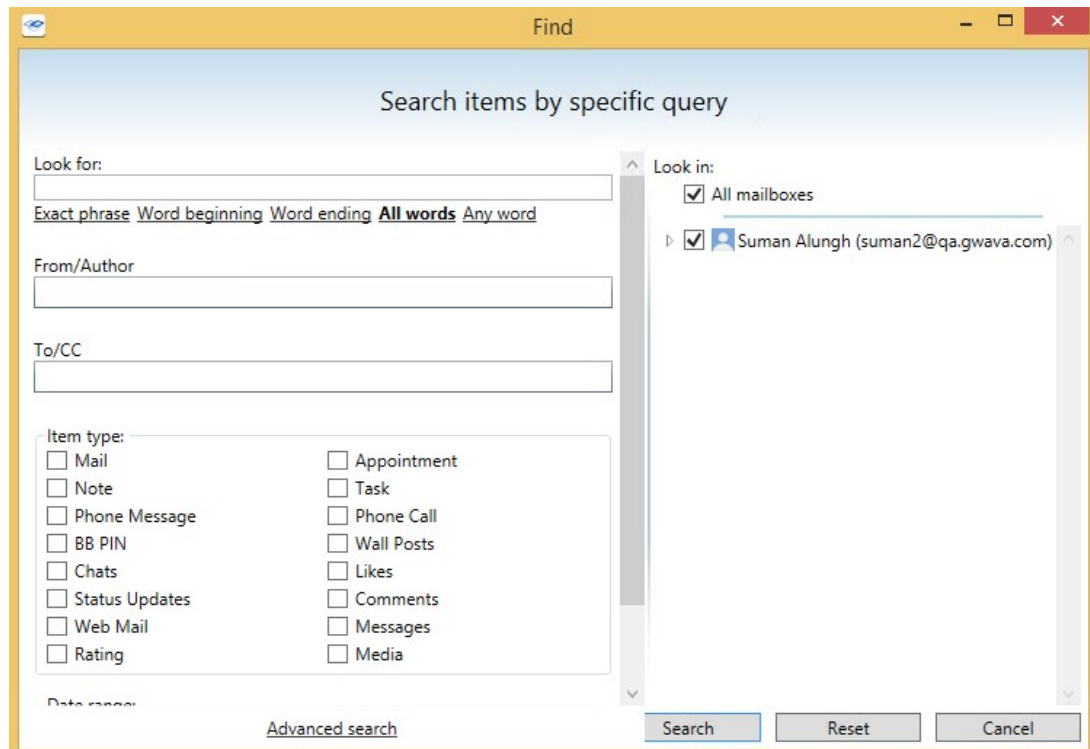 Find
Search items by specific query
Look for:
Exact phrase Word beginning Word ending All words Any word
From/Author
To/CC
Item type:
Mail
Appointment
Note
Task
Phone Message
Phone Call
BB PIN
Wall Posts
Chats
Likes
Status Updates
Comments
Web Mail
Messages
Rating
Media
Date range:
Advanced search
Look in:
All mailboxes
Suman Alungh (suman2@qa.gwava.com)
Search
Reset
Cancel